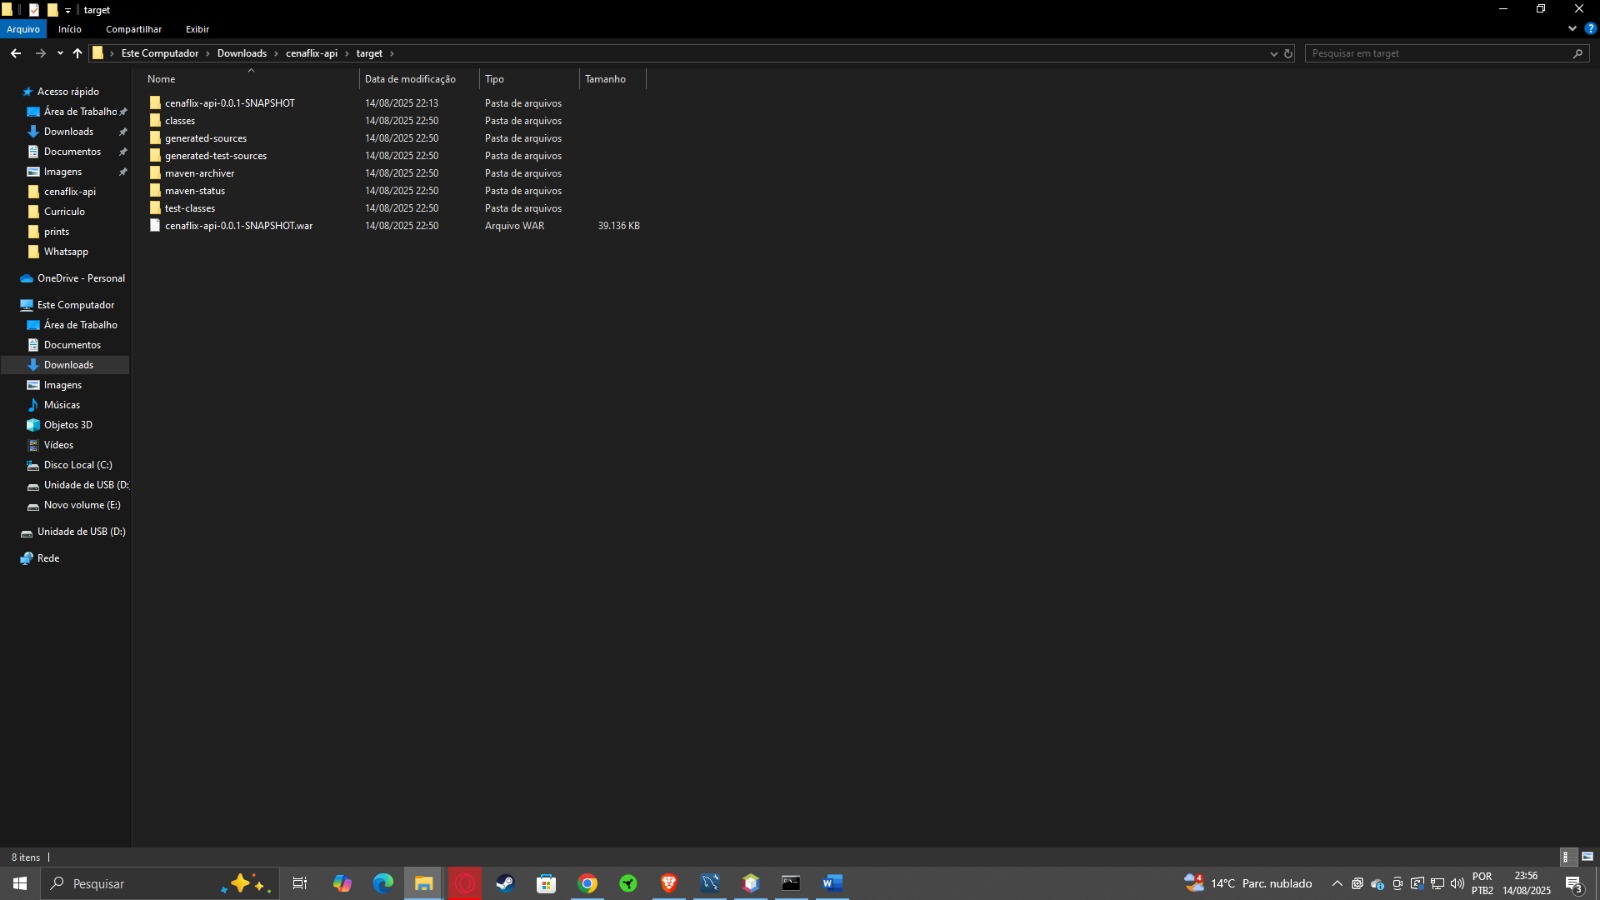 target
Arquivo Início Compartilhar Exibir
Este Computador Downloads cenaflix-api target
Pesquisar em target
Nome Data de modificação Tipo Tamanho
cenaflix-api-0.0.1-SNAPSHOT 14/08/2025 22:13 Pasta de arquivos
classes 14/08/2025 22:50 Pasta de arquivos
generated-sources 14/08/2025 22:50 Pasta de arquivos
generated-test-sources 14/08/2025 22:50 Pasta de arquivos
maven-archiver 14/08/2025 22:50 Pasta de arquivos
maven-status 14/08/2025 22:50 Pasta de arquivos
test-classes 14/08/2025 22:50 Pasta de arquivos
cenaflix-api-0.0.1-SNAPSHOT.war 14/08/2025 22:50 Arquivo WAR 39.136 KB
Acesso rápido
Área de Trabalho
Downloads
Documentos
Imagens
cenaflix-api
Curriculo
prints
Whatsapp
OneDrive - Personal
Este Computador
Área de Trabalho
Documentos
Downloads
Imagens
Músicas
Objetos 3D
Vídeos
Disco Local (C:)
Unidade de USB (D:
Novo volume (E:)
Unidade de USB (D:)
Rede
8 itens
Pesquisar
4
14°C Parc. nublado
POR
PTB2
23:56
14/08/2025
3